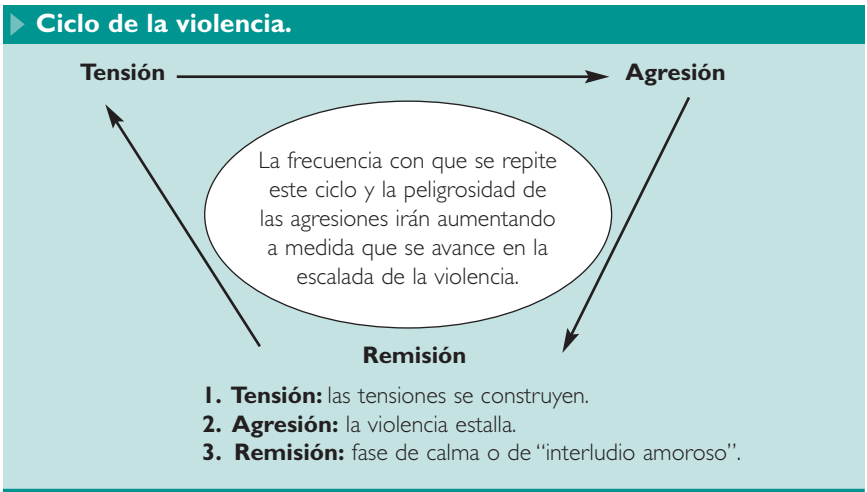 Ciclo de la violencia.
Tensión
Agresión
La frecuencia con que se repite
este ciclo y la peligrosidad de
las agresiones irán aumentando
a medida que se avance en la
escalada de la violencia.
Remisión
1. Tensión: las tensiones se construyen.
2. Agresión: la violencia estalla.
3. Remisión: fase de calma o de “interludio amoroso”.